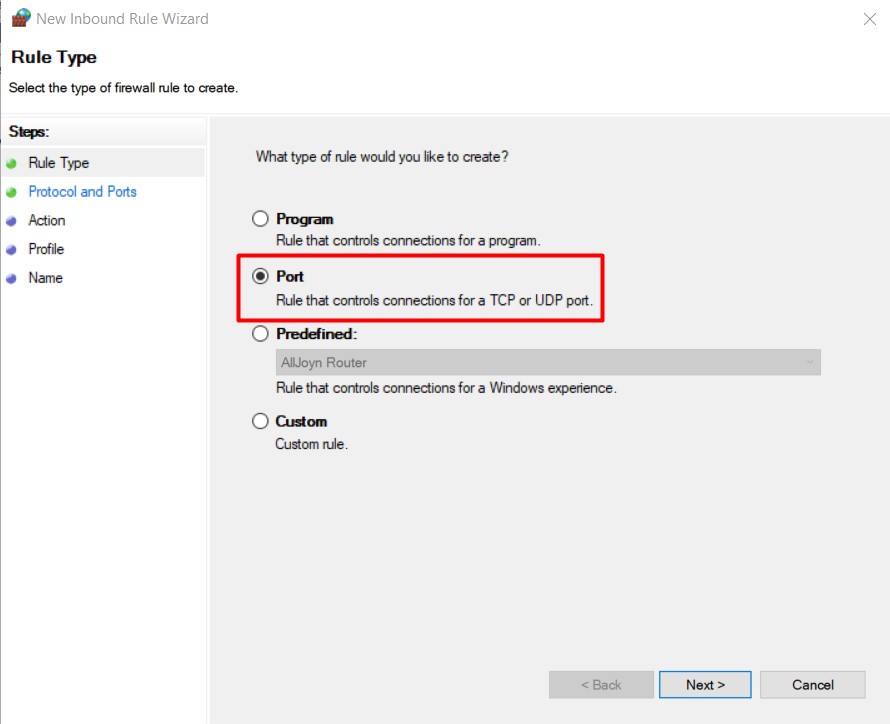 New Inbound Rule Wizard
Rule Type
Select the type of firewall rule to create.
Steps:
Rule Type
Protocol and Ports
Action
Profile
Name
What type of rule would you like to create?
Program
Rule that controls connections for a program.
Port
Rule that controls connections for a TCP or UDP port.
Predefined:
AllJoyn Router
Rule that controls connections for a Windows experience.
Custom
Custom rule.
< Back
Next >
Cancel